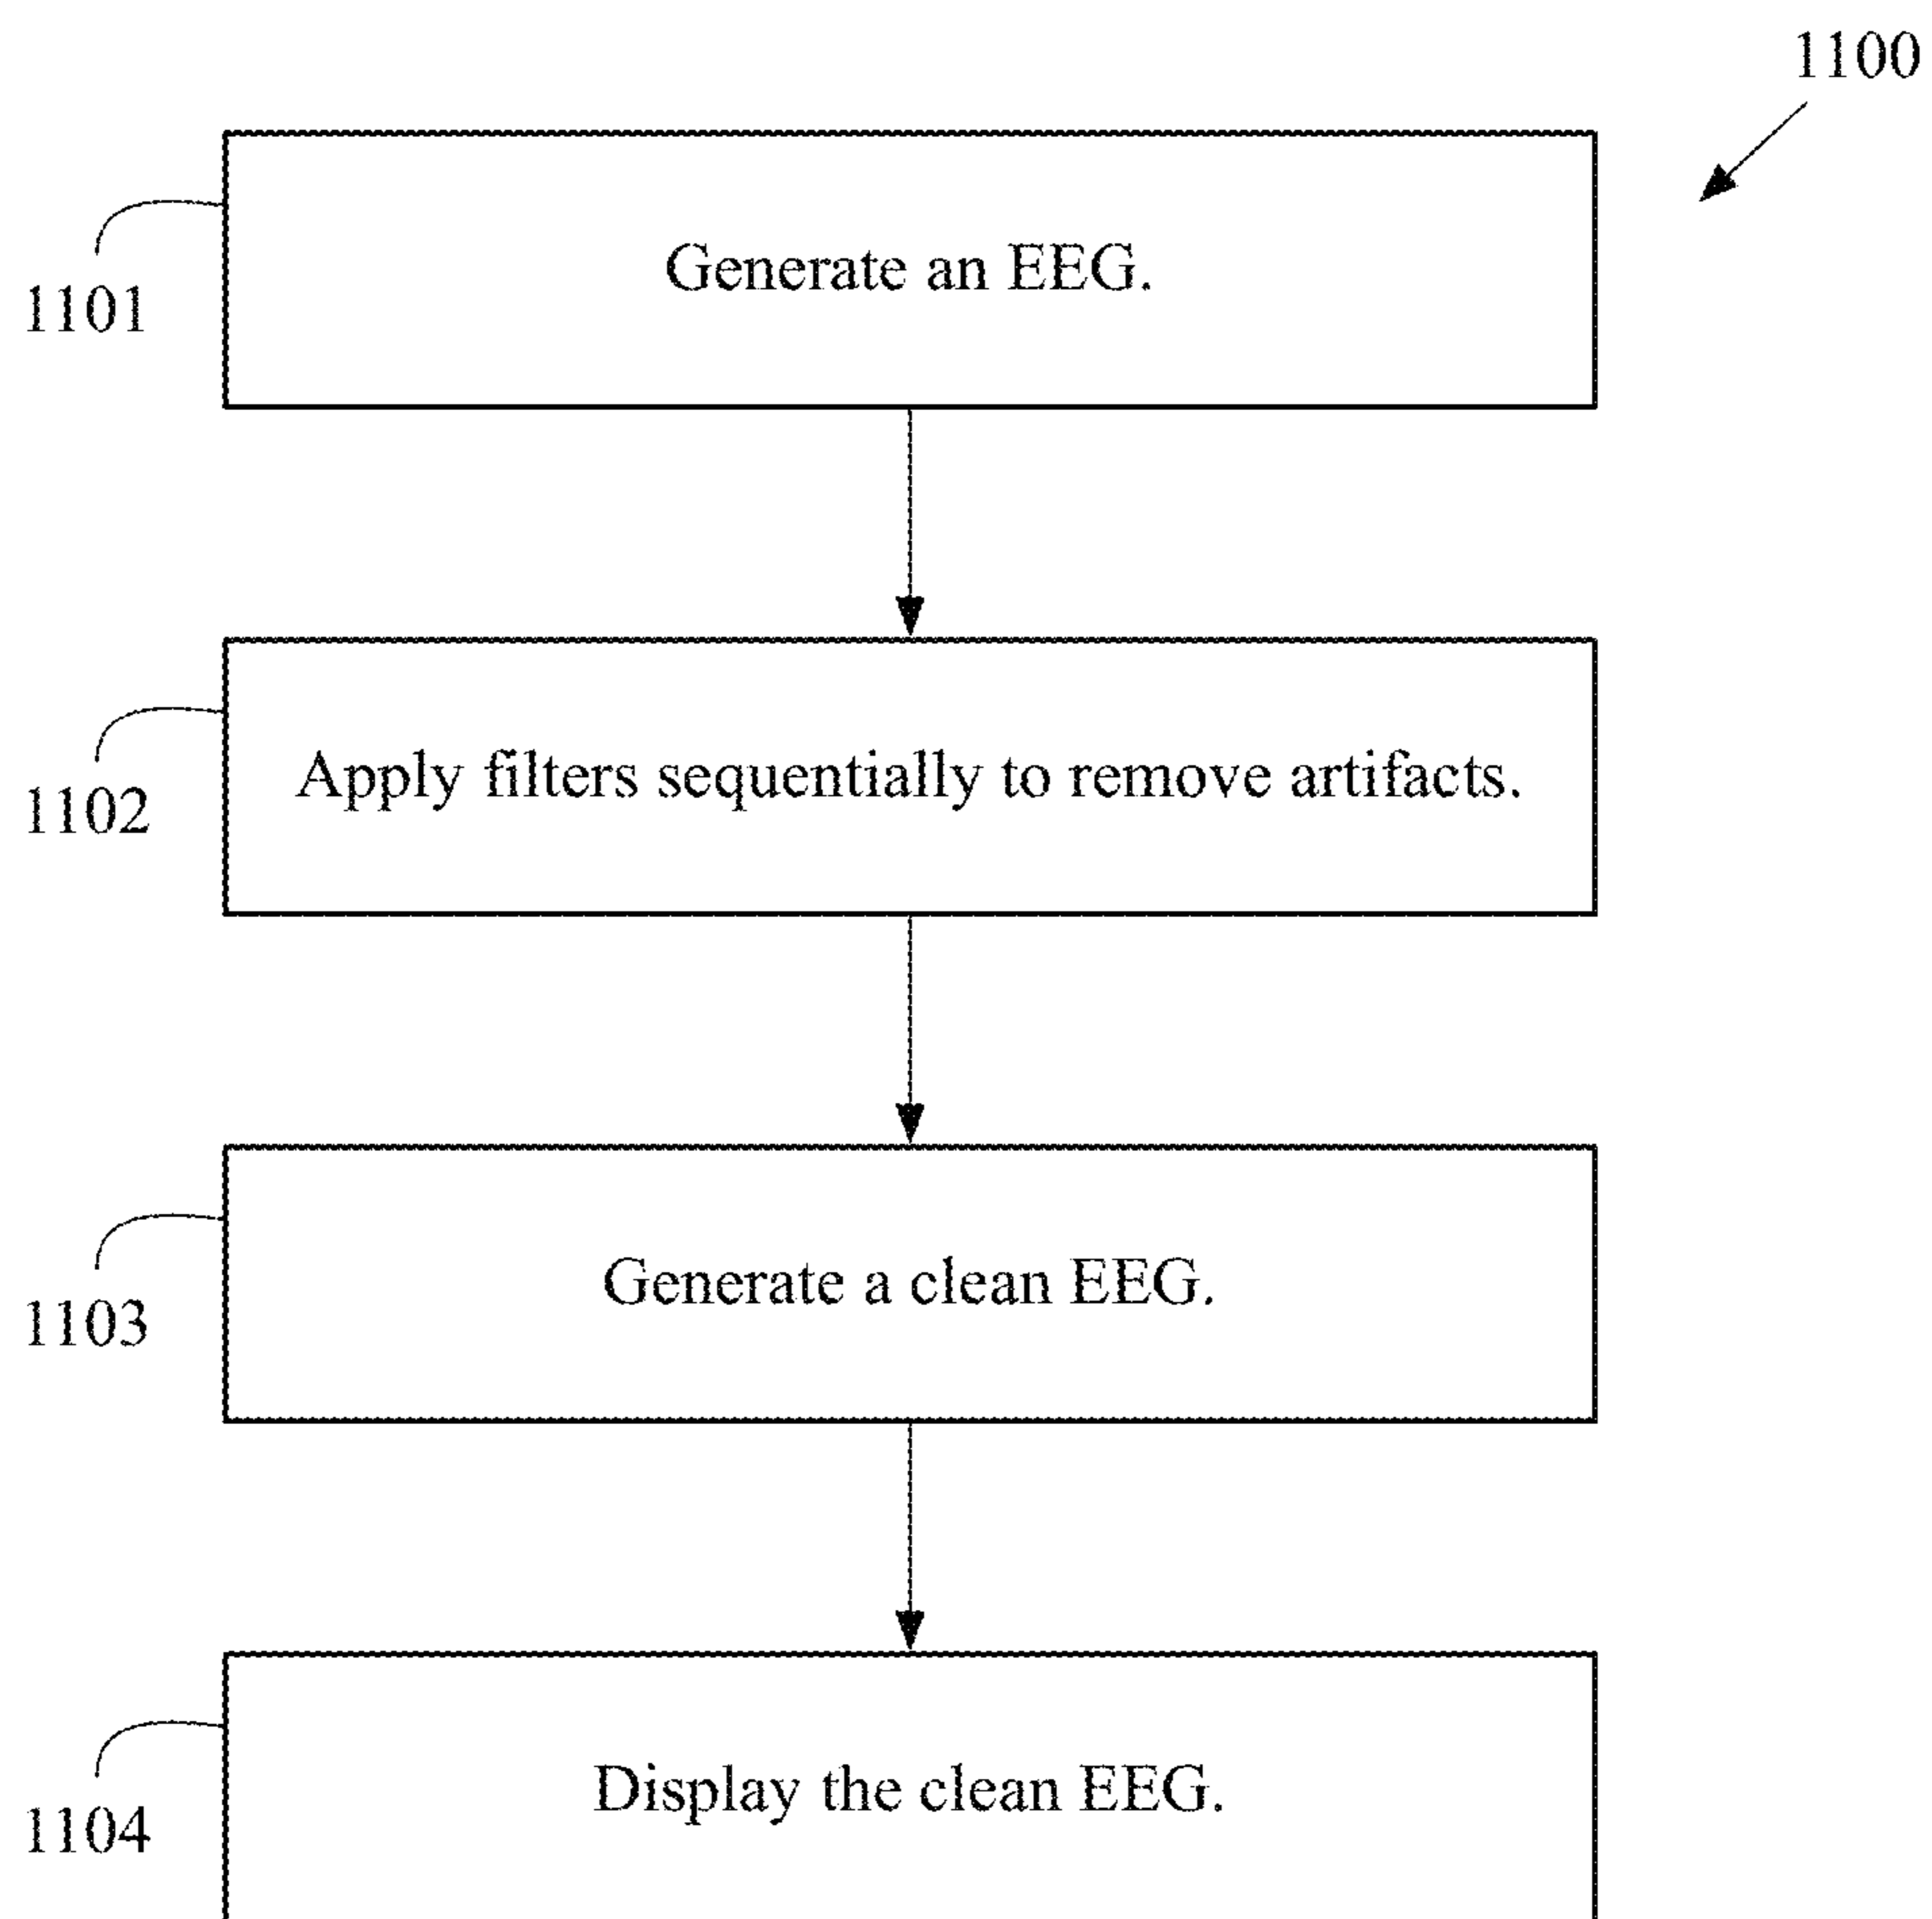 1100
Generate an EEG.
1101
Apply filters sequentially to remove artifacts.
1102
Generate a clean EEG.
1103
Display the clean EEG.
1104